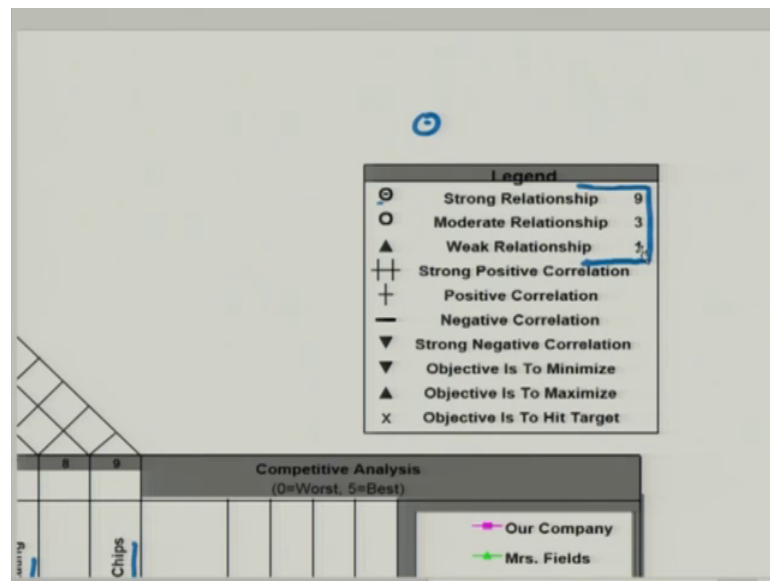 Legend
Θ Strong Relationship 9
O Moderate Relationship 3
▲ Weak Relationship 1
Strong Positive Correlation
Positive Correlation
Negative Correlation
▼ Strong Negative Correlation
▼ Objective Is To Minimize
▲ Objective Is To Maximize
x Objective Is To Hit Target
8 9 Competitive Analysis
(0=Worst, 5=Best)
Chips
Our Company
Mrs. Fields